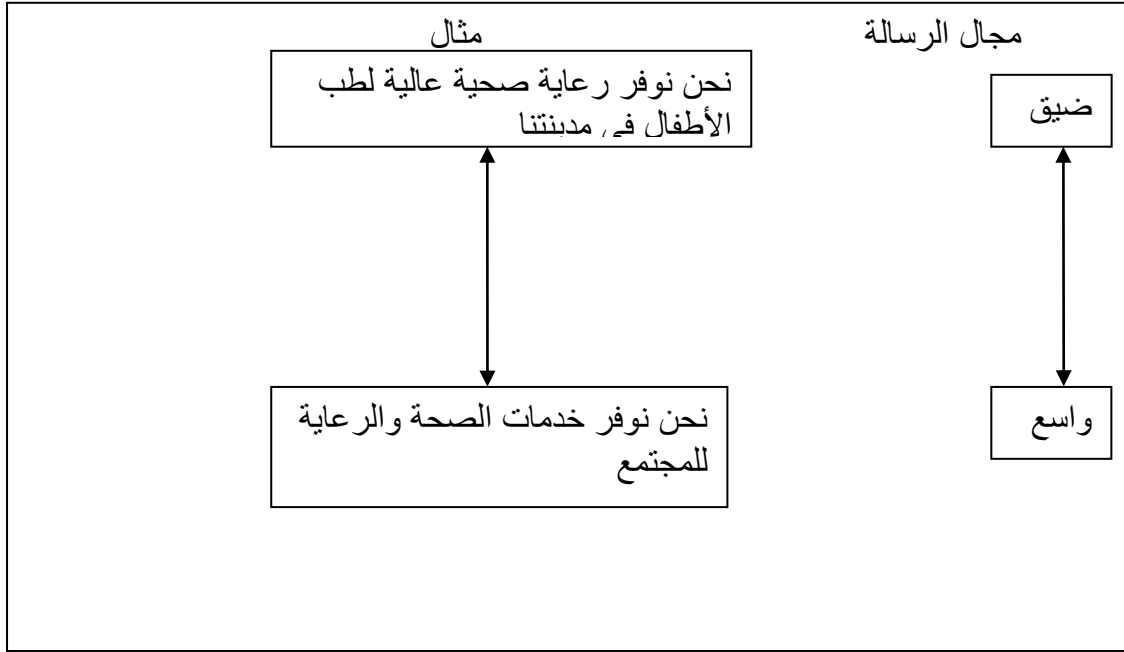 مجال الرسالة
مثال
ضيق
نحن نوفر رعاية صحية عالية لطب
الأطفال في مدينتنا
واسع
نحن نوفر خدمات الصحة والرعاية
للمجتمع